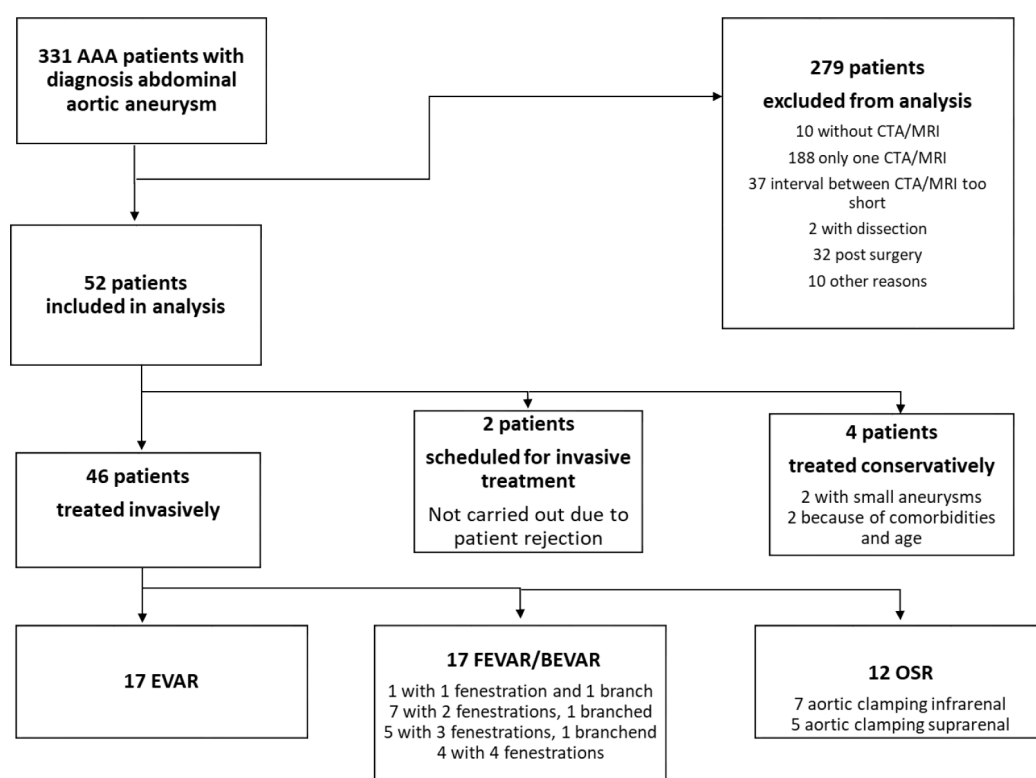 331 AAA patients with
diagnosis abdominal
aortic aneurysm
279 patients
excluded from analysis
10 without CTA/MRI
188 only one CTA/MRI
37 interval between CTA/MRI too
short
2 with dissection
32 post surgery
10 other reasons
52 patients
included in analysis
46 patients
treated invasively
2 patients
scheduled for invasive
treatment
Not carried out due to
patient rejection
4 patients
treated conservatively
2 with small aneurysms
2 because of comorbidities
and age
17 EVAR
17 FEVAR/BEVAR
1 with 1 fenestration and 1 branch
7 with 2 fenestrations, 1 branched
5 with 3 fenestrations, 1 branchend
4 with 4 fenestrations
12 OSR
7 aortic clamping infrarenal
5 aortic clamping suprarenal